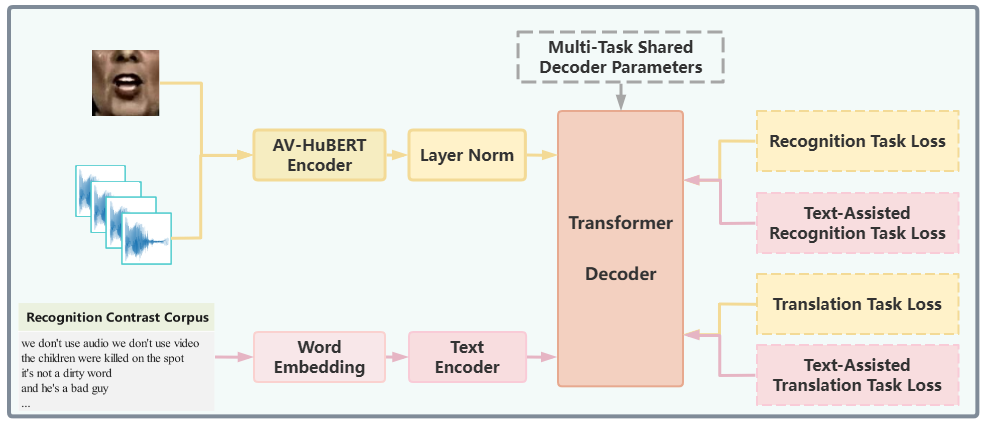 Multi-Task Shared
Decoder Parameters
AV-HuBERT
Encoder
Layer Norm
Transformer
Decoder
Recognition Task Loss
Text-Assisted
Recognition Task Loss
Translation Task Loss
Text-Assisted
Translation Task Loss
Recognition Contrast Corpus
we don't use audio we don't use video
the children were killed on the spot
it's not a dirty word
and he's a bad guy
...
Word
Embedding
Text
Encoder